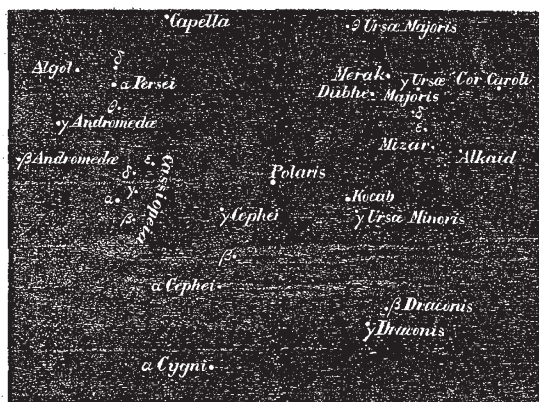 Capella
ϑ Ursæ Majoris
δ
Algol
Merak
α Persei
γ Ursæ Majoris
Cor Caroli
Dubhe
θ
δ
γ Andromedæ
ε
Mizar
Alkaid
β Andromedæ
ε
δ
Cassiopeia
Polaris
γ
α
Kocab
β
γ Cephei
γ Ursæ Minoris
β
α Cephei
β Draconis
γ Draconis
α Cygni